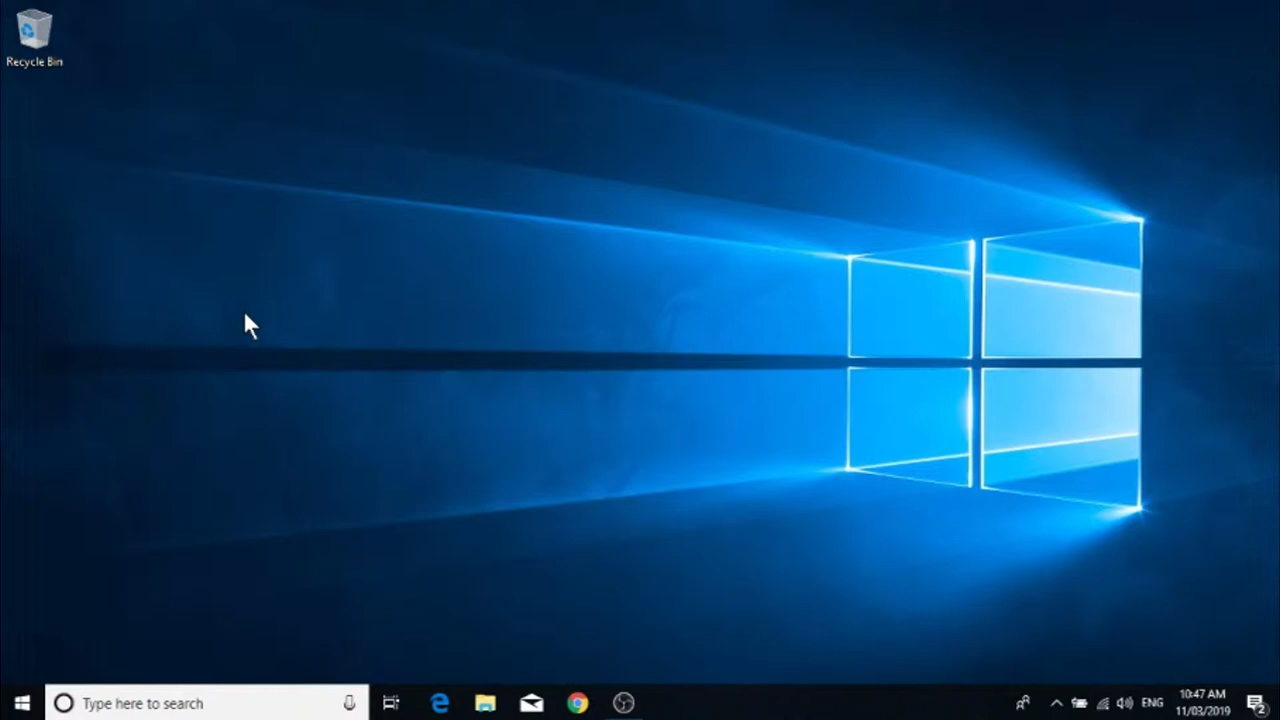 Recycle Bin
Type here to search
ENG
10:47 AM
11/03/2019
2